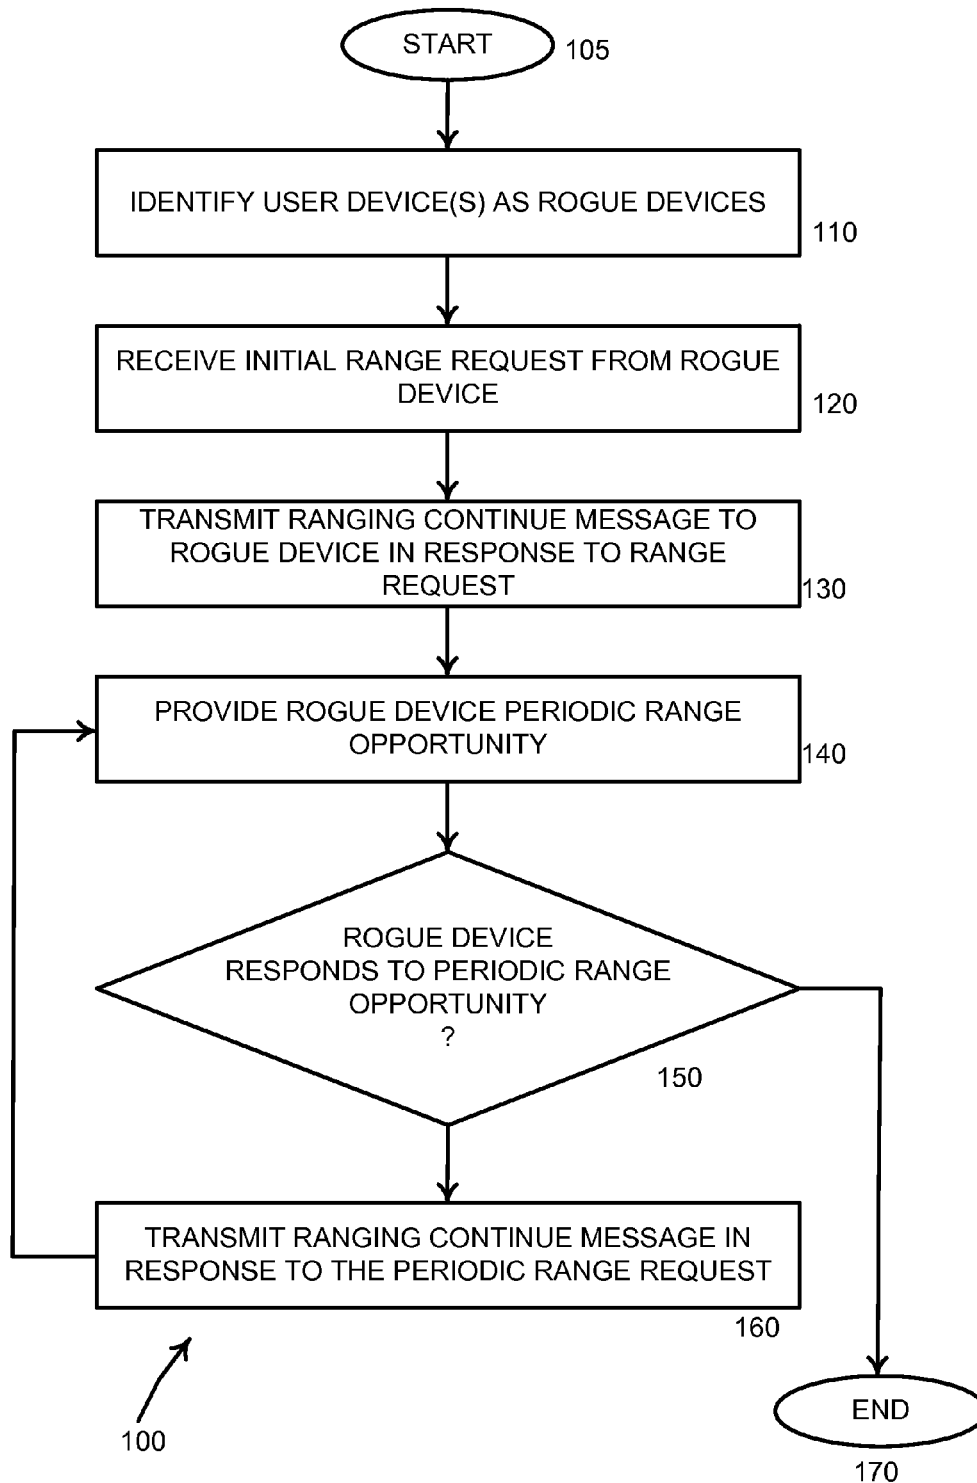 START
105
IDENTIFY USER DEVICE(S) AS ROGUE DEVICES
110
RECEIVE INITIAL RANGE REQUEST FROM ROGUE
DEVICE
120
TRANSMIT RANGING CONTINUE MESSAGE TO
ROGUE DEVICE IN RESPONSE TO RANGE
REQUEST
130
PROVIDE ROGUE DEVICE PERIODIC RANGE
OPPORTUNITY
140
ROGUE DEVICE
RESPONDS TO PERIODIC RANGE
OPPORTUNITY
?
150
TRANSMIT RANGING CONTINUE MESSAGE IN
RESPONSE TO THE PERIODIC RANGE REQUEST
160
100
END
170